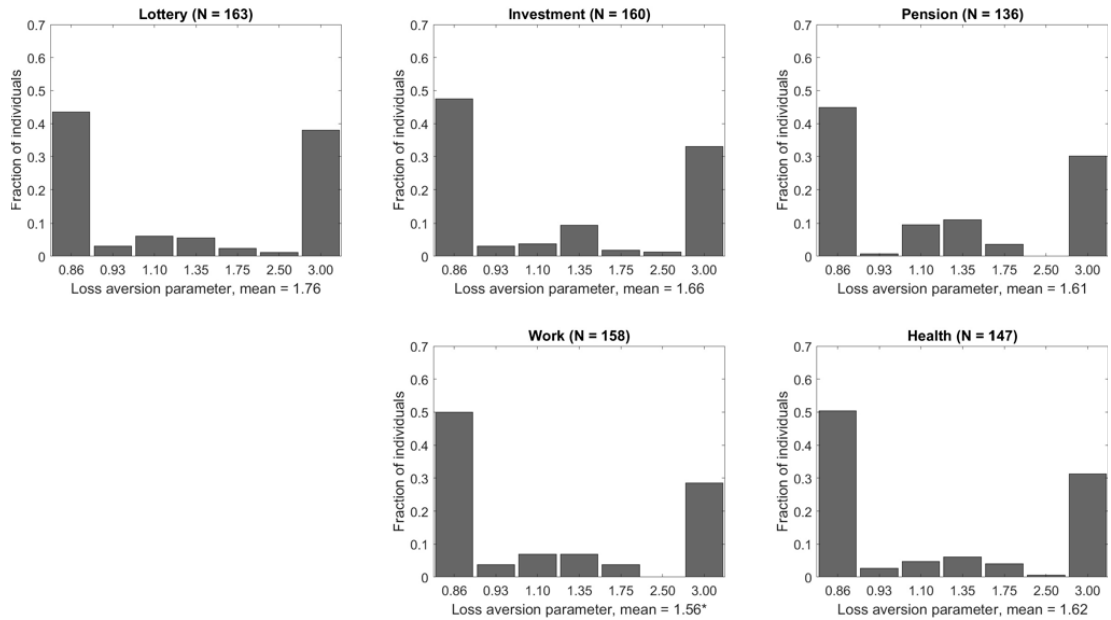 Lottery (N = 163)
0.7
0.6
0.5
0.4
0.3
0.2
0.1
0
Fraction of individuals
0.86 0.93 1.10 1.35 1.75 2.50 3.00
Loss aversion parameter, mean = 1.76
Investment (N = 160)
0.7
0.6
0.5
0.4
0.3
0.2
0.1
0
Fraction of individuals
0.86 0.93 1.10 1.35 1.75 2.50 3.00
Loss aversion parameter, mean = 1.66
Pension (N = 136)
0.7
0.6
0.5
0.4
0.3
0.2
0.1
0
Fraction of individuals
0.86 0.93 1.10 1.35 1.75 2.50 3.00
Loss aversion parameter, mean = 1.61
Work (N = 158)
0.7
0.6
0.5
0.4
0.3
0.2
0.1
0
Fraction of individuals
0.86 0.93 1.10 1.35 1.75 2.50 3.00
Loss aversion parameter, mean = 1.56*
Health (N = 147)
0.7
0.6
0.5
0.4
0.3
0.2
0.1
0
Fraction of individuals
0.86 0.93 1.10 1.35 1.75 2.50 3.00
Loss aversion parameter, mean = 1.62